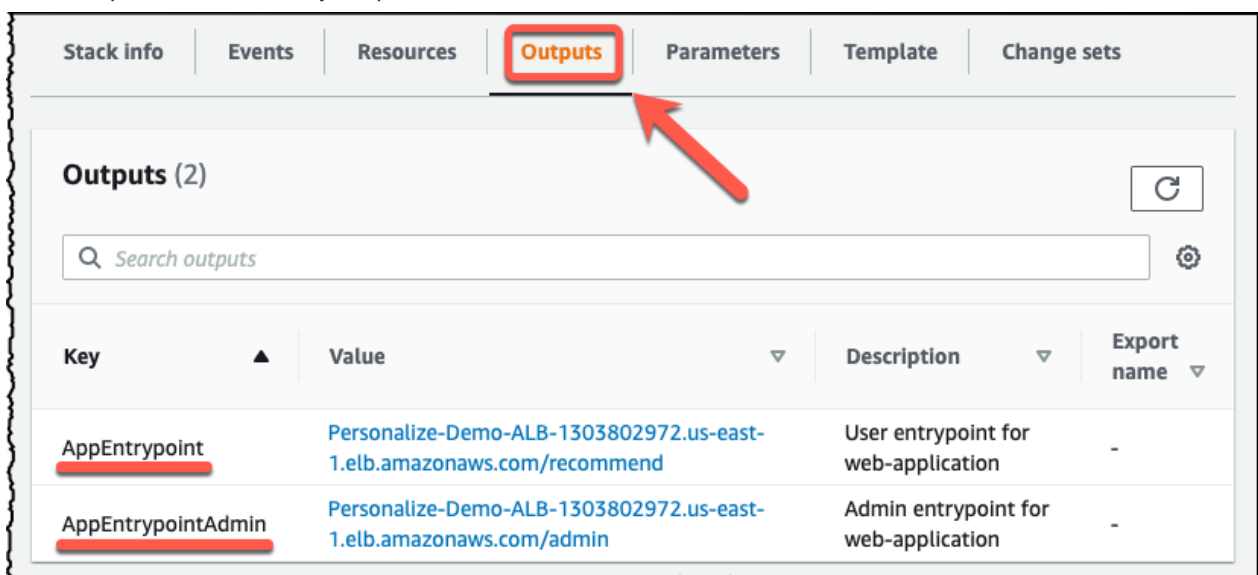 Stack info Events Resources Outputs Parameters Template Change sets
Outputs (2)
Search outputs
Key Value Description Export name
AppEntrypoint Personalize-Demo-ALB-1303802972.us-east-
1.elb.amazonaws.com/recommend User entrypoint for
web-application -
AppEntrypointAdmin Personalize-Demo-ALB-1303802972.us-east-
1.elb.amazonaws.com/admin Admin entrypoint for
web-application -